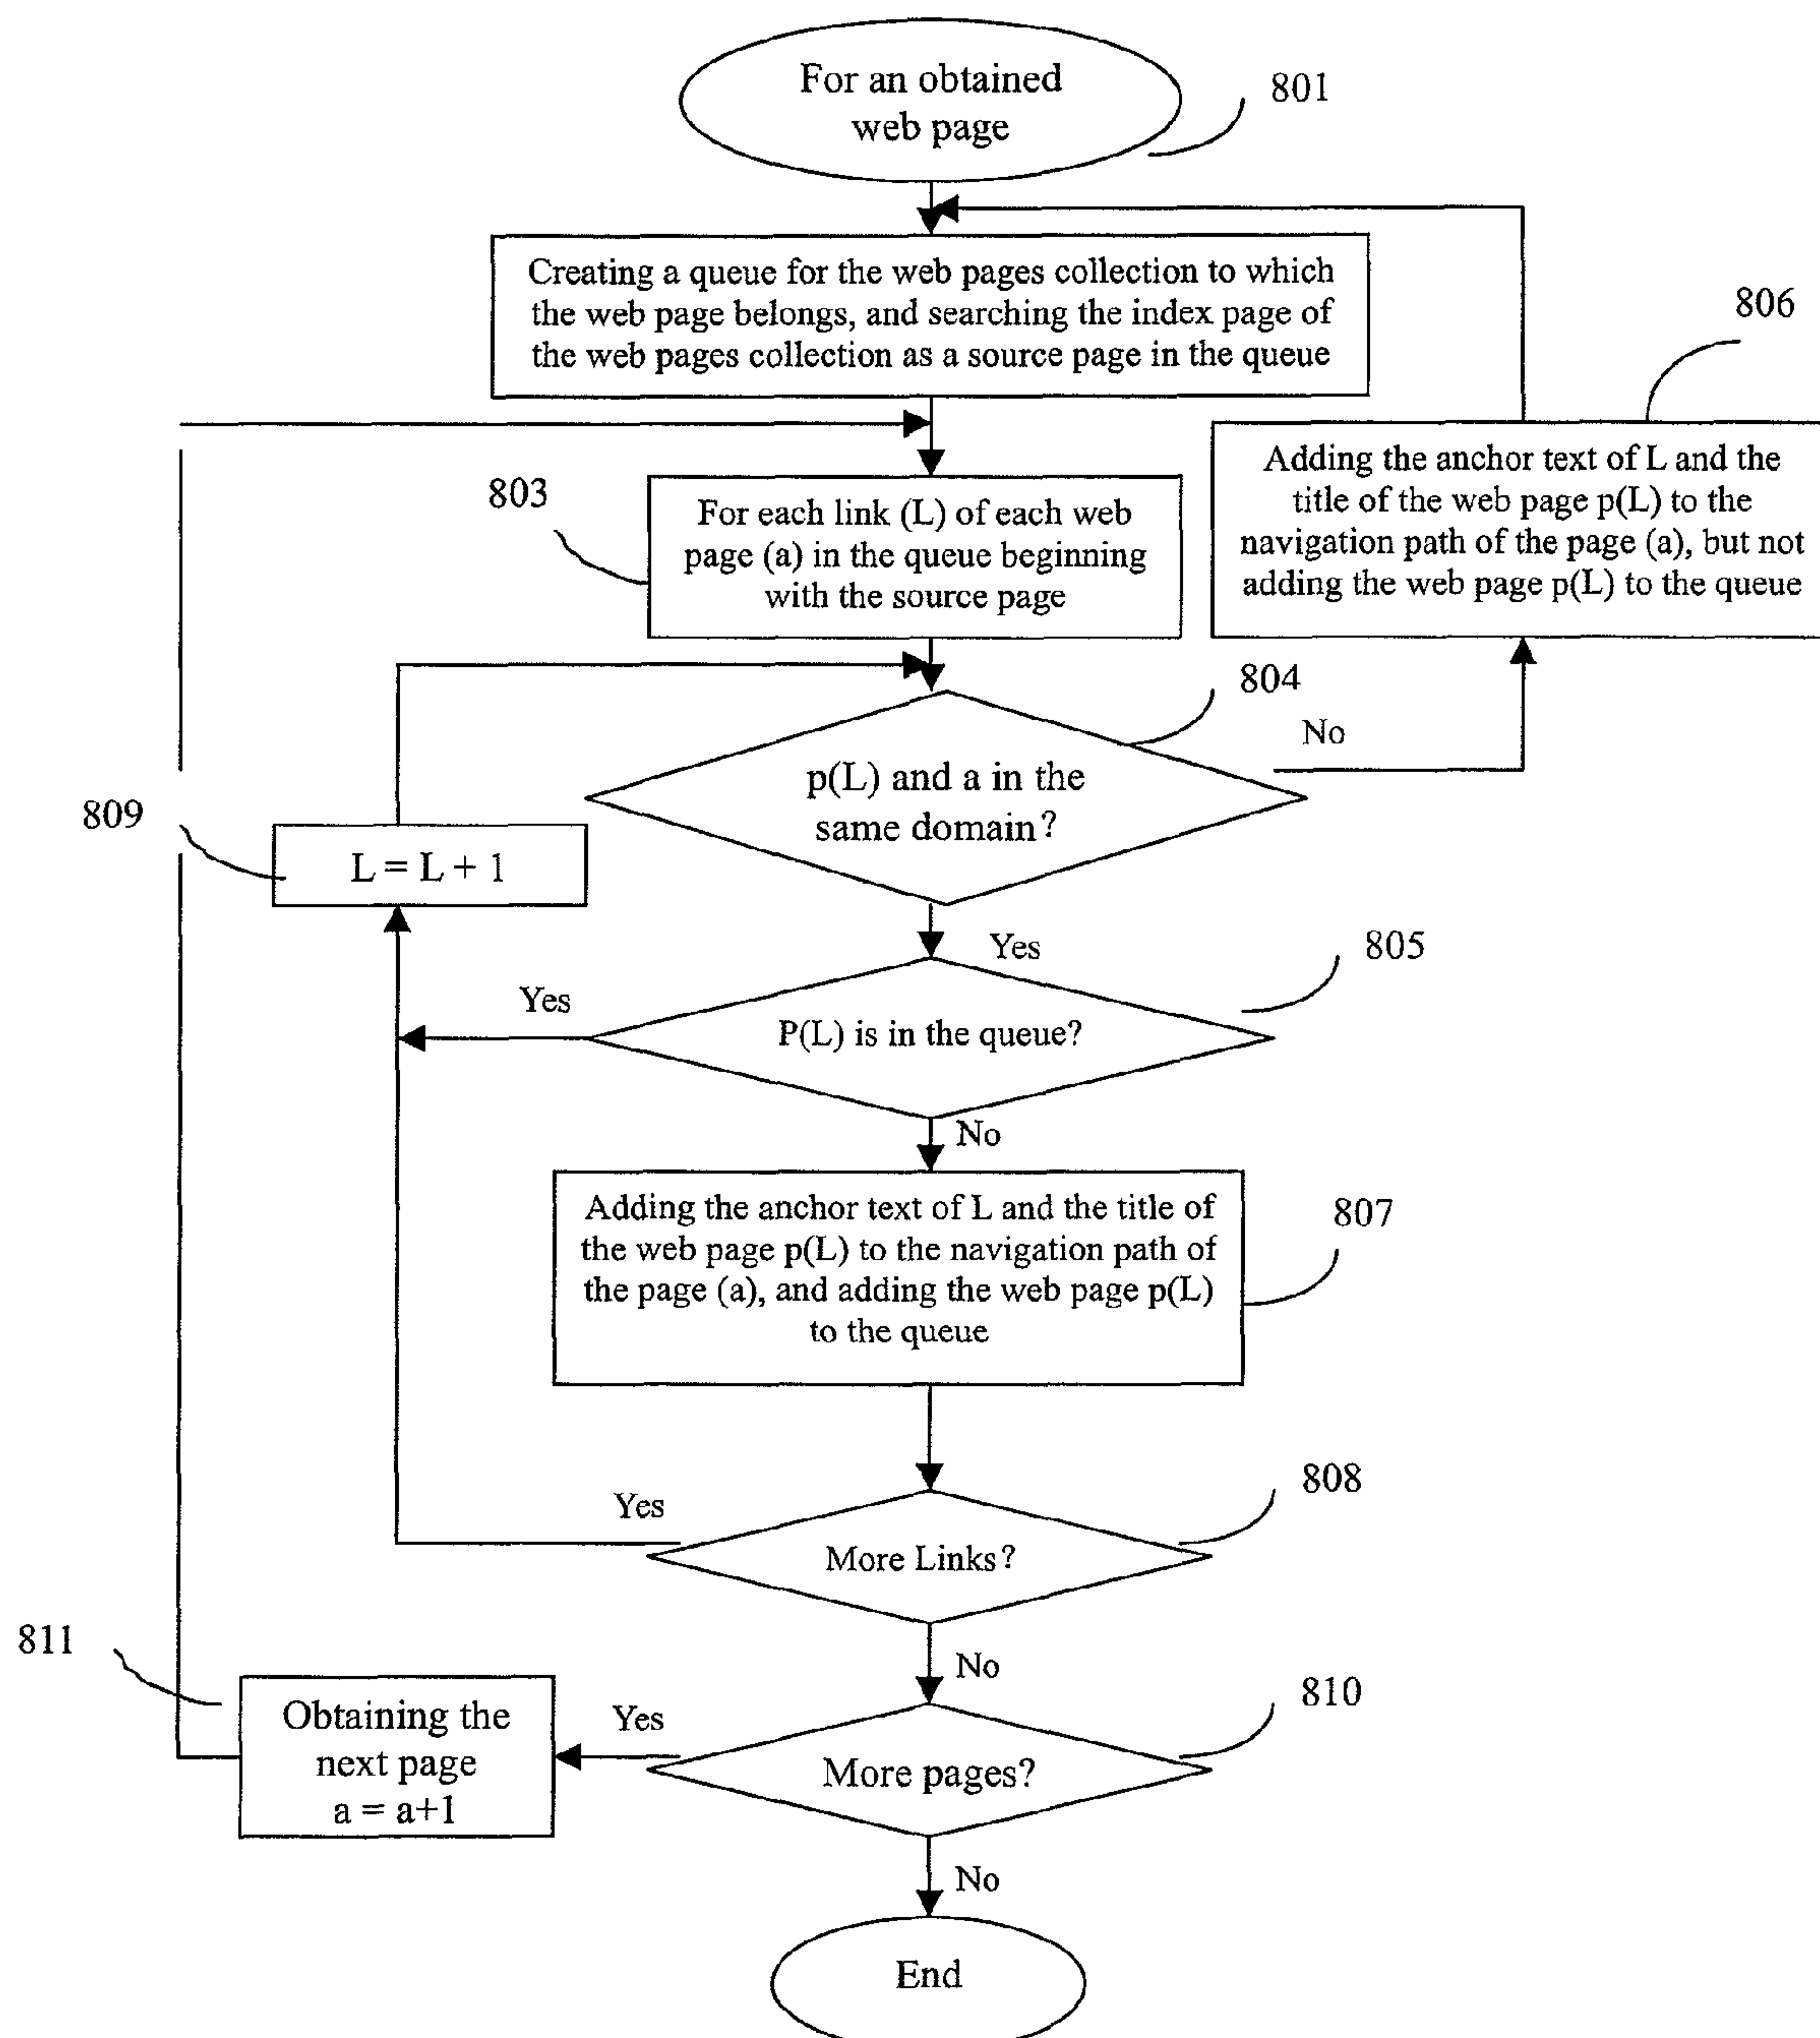 For an obtained
web page
801
Creating a queue for the web pages collection to which
the web page belongs, and searching the index page of
the web pages collection as a source page in the queue
806
Adding the anchor text of L and the
title of the web page p(L) to the
navigation path of the page (a), but not
adding the web page p(L) to the queue
803
For each link (L) of each web
page (a) in the queue beginning
with the source page
804
No
p(L) and a in the
same domain?
809
L = L + 1
Yes
805
Yes
P(L) is in the queue?
No
Adding the anchor text of L and the title of
the web page p(L) to the navigation path of
the page (a), and adding the web page p(L)
to the queue
807
808
Yes
More Links?
811
No
810
Obtaining the
next page
a = a+1
Yes
More pages?
No
End